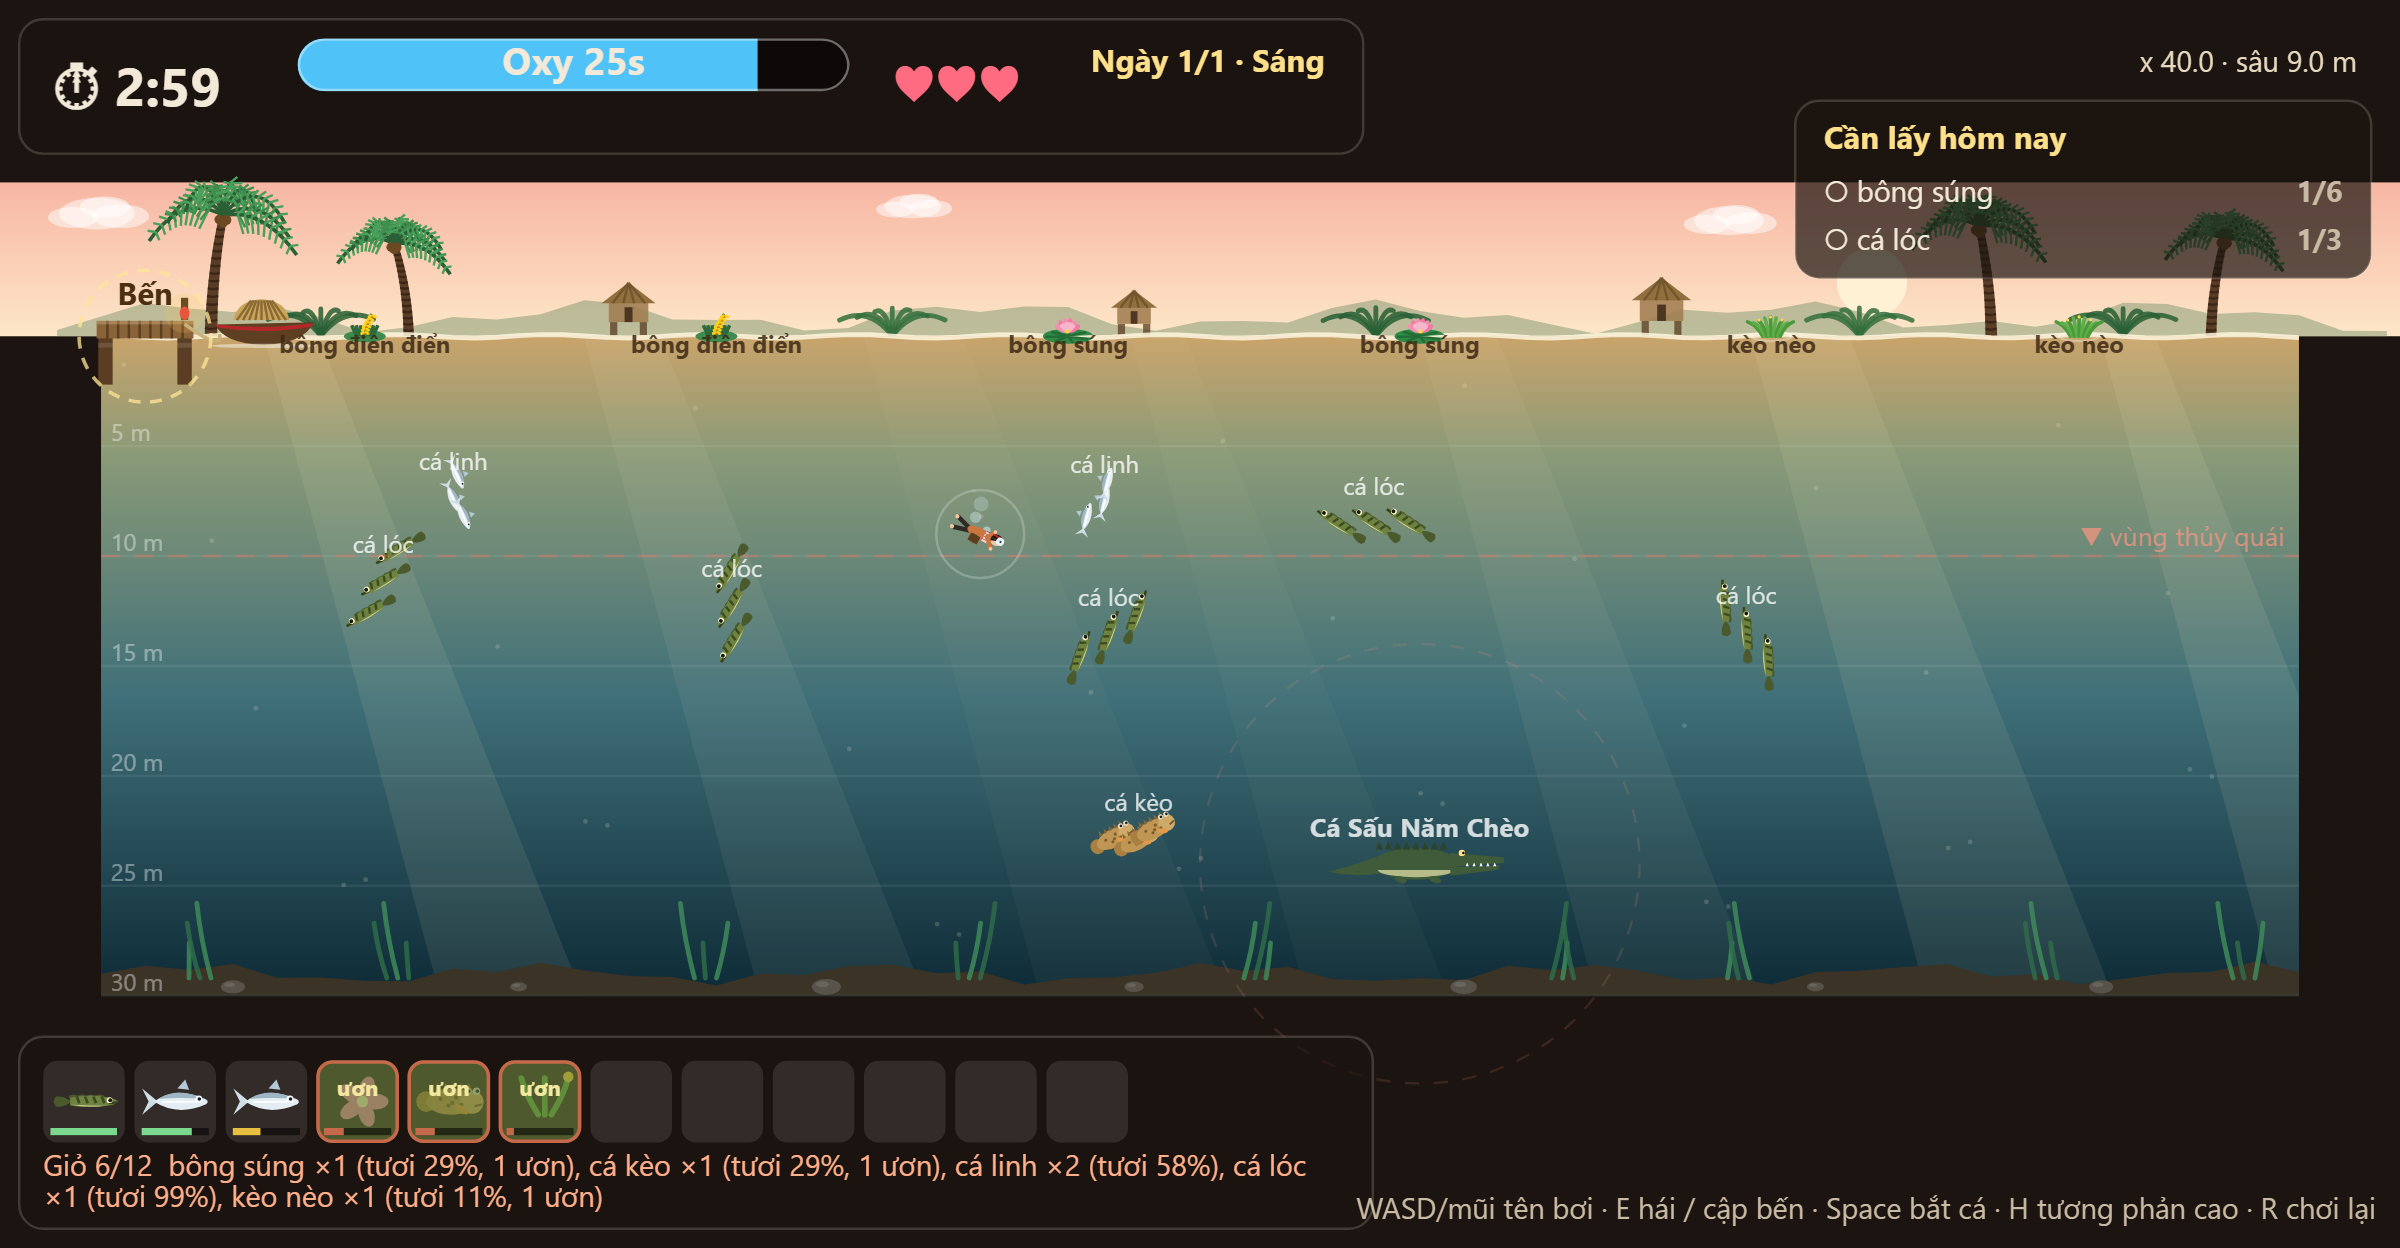 2:59
Oxy 25s
Ngày 1/1 · Sáng
x 40.0 · sâu 9.0 m
Cần lấy hôm nay
bông súng 1/6
cá lóc 1/3
Bến
bông điên điển
bông điên điển
bông súng
bông súng
kèo nèo
kèo nèo
5 m
cá linh
cá linh
cá lóc
10 m
cá lóc
cá lóc
▼ vùng thủy quái
cá lóc
cá lóc
15 m
20 m
cá kèo
Cá Sấu Năm Chèo
25 m
30 m
ươn
ươn
ươn
Giỏ 6/12 bông súng ×1 (tươi 29%, 1 ươn), cá kèo ×1 (tươi 29%, 1 ươn), cá linh ×2 (tươi 58%), cá lóc
×1 (tươi 99%), kèo nèo ×1 (tươi 11%, 1 ươn)
WASD/mũi tên bơi · E hái / cập bến · Space bắt cá · H tương phản cao · R chơi lại